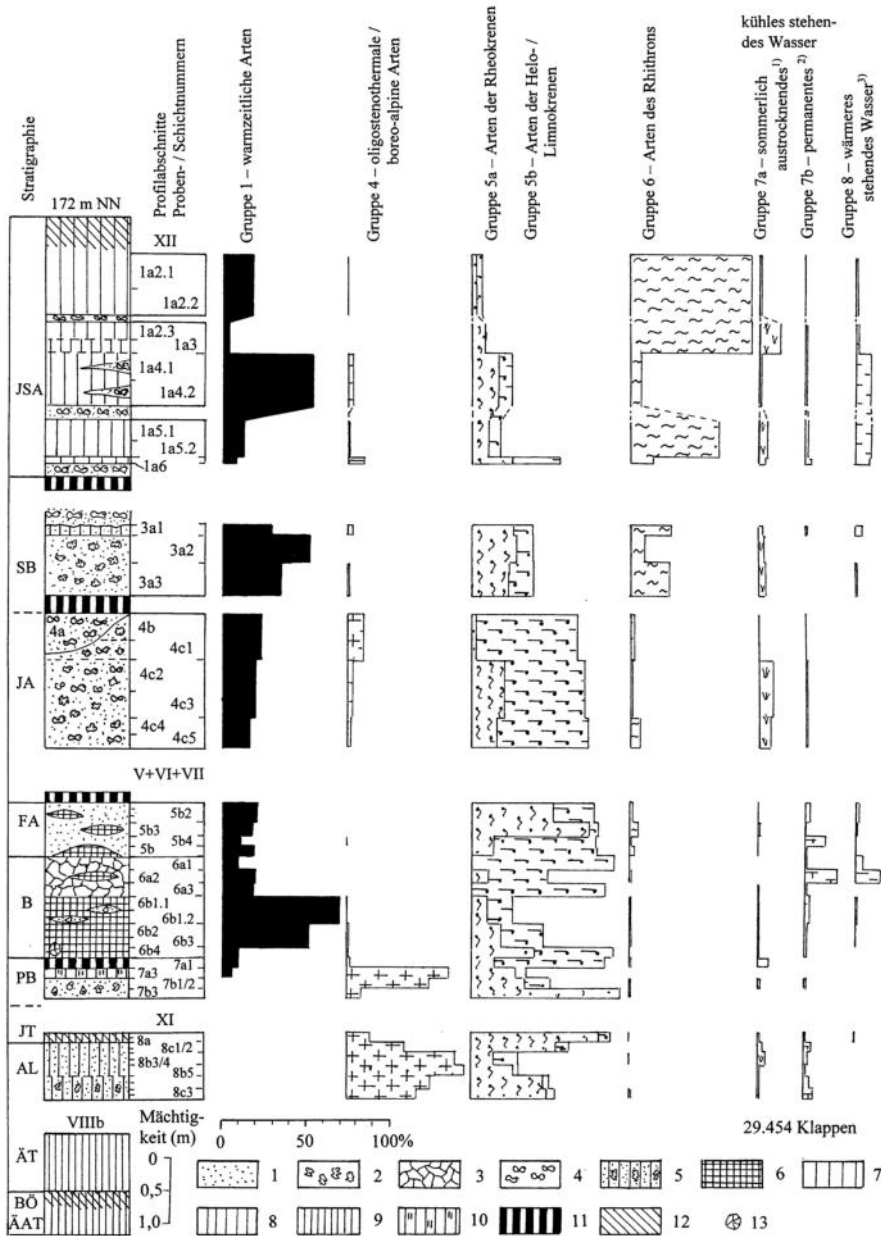 kühles stehen-
des Wasser
Stratigraphie
Profilabschnitte
Proben- / Schichtnummern
Gruppe 1 – warmzeitliche Arten
Gruppe 4 – oligostenothermale /
boreo-alpine Arten
Gruppe 5a – Arten der Rheokrenen
Gruppe 5b – Arten der Helo- /
Limnokrenen
Gruppe 6 – Arten des Rhithrons
Gruppe 7a – sommerlich
austrocknendes 1)
Gruppe 7b – permanentes 2)
Gruppe 8 – wärmeres
stehendes Wasser 3)
172 m NN
XII
1a2.1
1a2.2
1a2.3
1a3
1a4.1
JSA
1a4.2
1a5.1
1a5.2
1a6
3a1
3a2
SB
3a3
4a
4b
4c1
4c2
JA
4c3
4c4
4c5
V+VI+VII
FA
5b2
5b3
5b4
5b
6a1
6a2
B
6a3
6b1.1
6b1.2
6b2
6b3
6b4
7a1
PB
7a3
7b1/2
7b3
XI
JT
8a
8c1/2
AL
8b3/4
8b5
8c3
VIIIb
Mächtig-
keit (m)
0
50
100%
29.454 Klappen
ÄT
0
1
2
3
4
5
6
7
BÖ
0,5
ÄAT
1,0
8
9
10
11
12
13